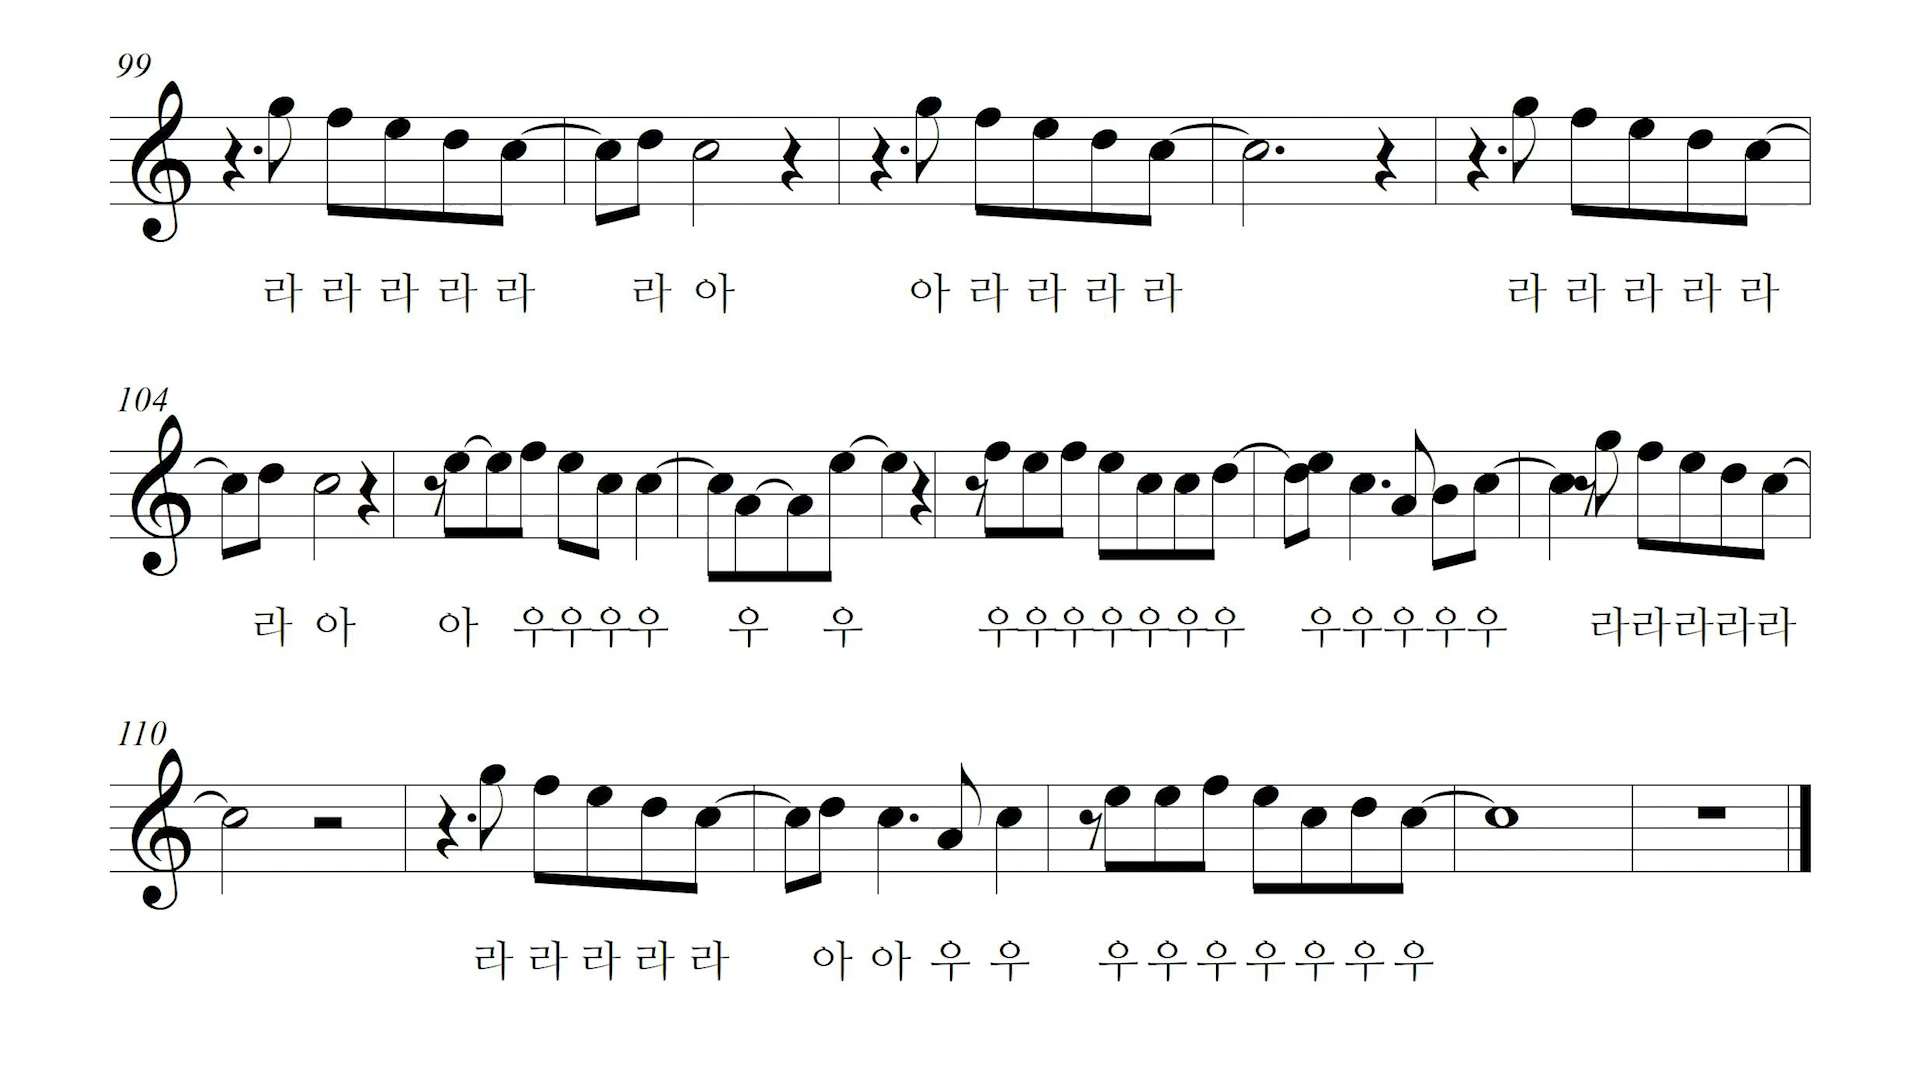 99
라 라 라 라 라 라 아 아 라 라 라 라 라 라 라 라 라
104
라 아 아 우우우우 우 우 우우우우우우우 우우우우우 라라라라라
110
라 라 라 라 라 아 아 우 우 우 우 우 우 우 우 우